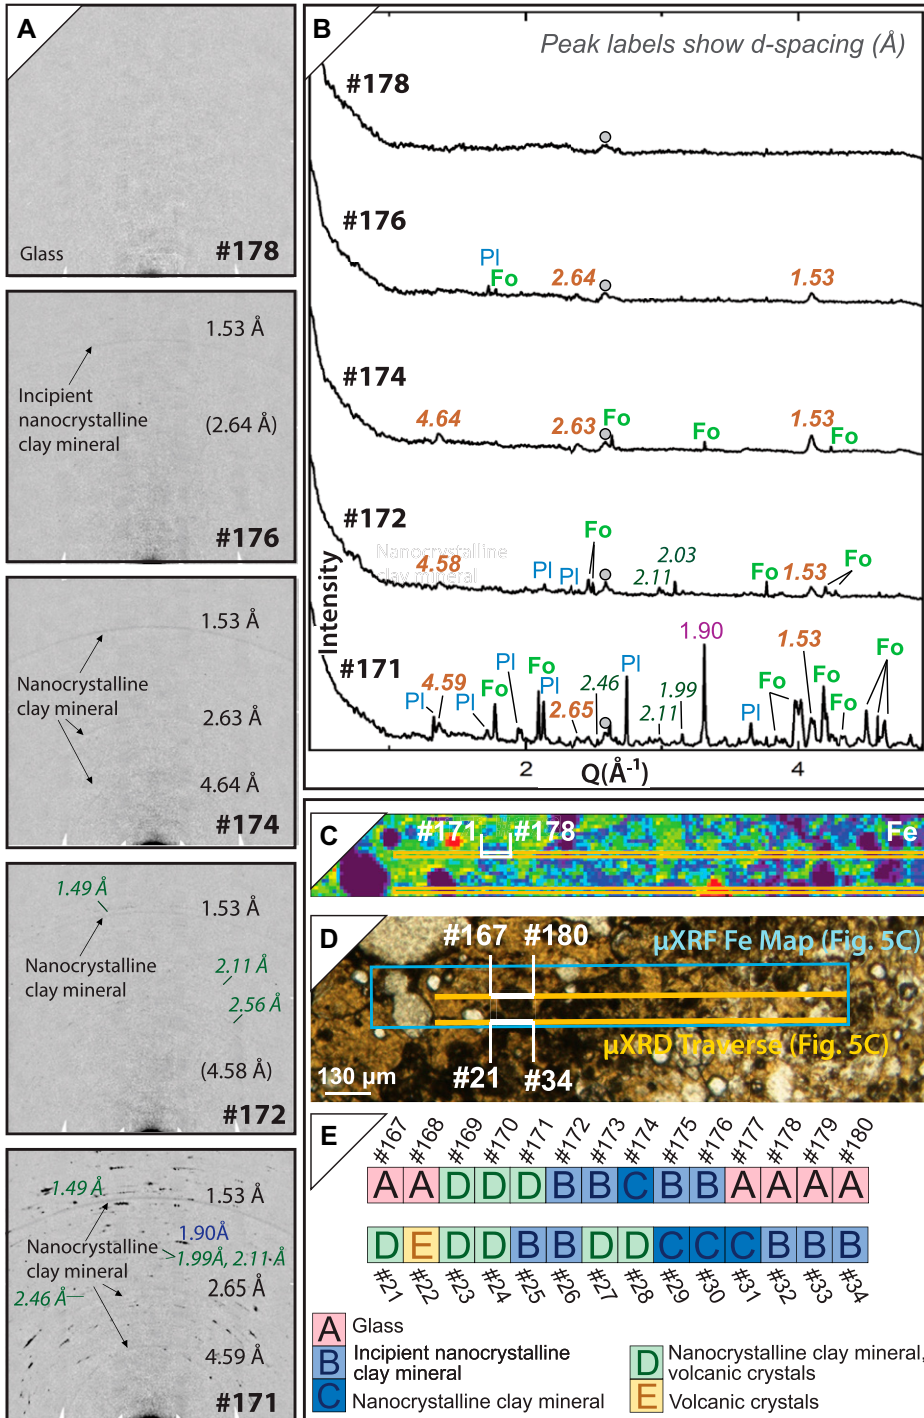 A
Glass
#178
1.53 Å
Incipient
nanocrystalline
clay mineral
(2.64 Å)
#176
1.53 Å
Nanocrystalline
clay mineral
2.63 Å
4.64 Å
#174
1.49 Å
1.53 Å
Nanocrystalline
clay mineral
2.11 Å
2.56 Å
(4.58 Å)
#172
1.49 Å
1.53 Å
1.90Å
Nanocrystalline
clay mineral
1.99Å, 2.11 Å
2.65 Å
2.46 Å
4.59 Å
#171
B
Peak labels show d-spacing (Å)
#178
#176
Pl
Fo
2.64
1.53
#174
4.64
2.63
Fo
Fo
1.53
Fo
#172
Nanocrystalline
clay mineral
4.58
Pl
Pl
Fo
2.11
2.03
Fo
1.53
Fo
Intensity
#171
Pl
4.59
Pl
Fo
Pl
Fo
Pl
2.65
2.46
Pl
2.11
1.99
1.90
Pl
Fo
1.53
Fo
Fo
Fo
2
Q(Å⁻¹)
4
C
#171
#178
Fe
D
#167
#180
μXRF Fe Map (Fig. 5C)
μXRD Traverse (Fig. 5C)
130 μm
#21
#34
E
#167 #168 #169 #170 #171 #172 #173 #174 #175 #176 #177 #178 #179 #180
A A D D D B B C B B A A A A
D E D D B B D D C C C B B B
#21 #22 #23 #24 #25 #26 #27 #28 #29 #30 #31 #32 #33 #34
A Glass
B Incipient nanocrystalline
clay mineral
C Nanocrystalline clay mineral
D Nanocrystalline clay mineral,
volcanic crystals
E Volcanic crystals